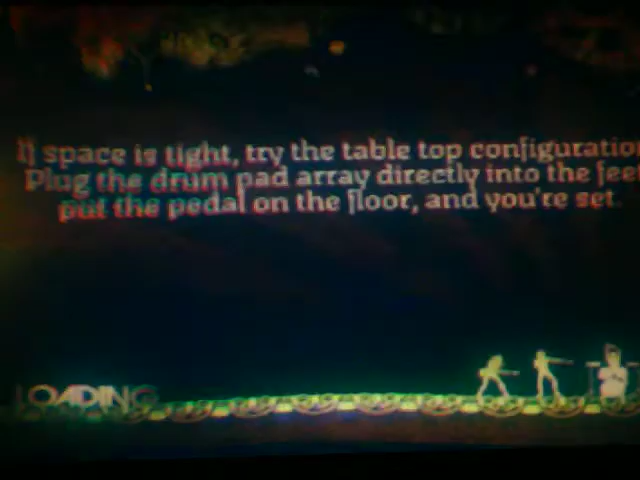 If space is tight, try the table top configuration
Plug the drum pad array directly into the feet
put the pedal on the floor, and you're set.
LOADING